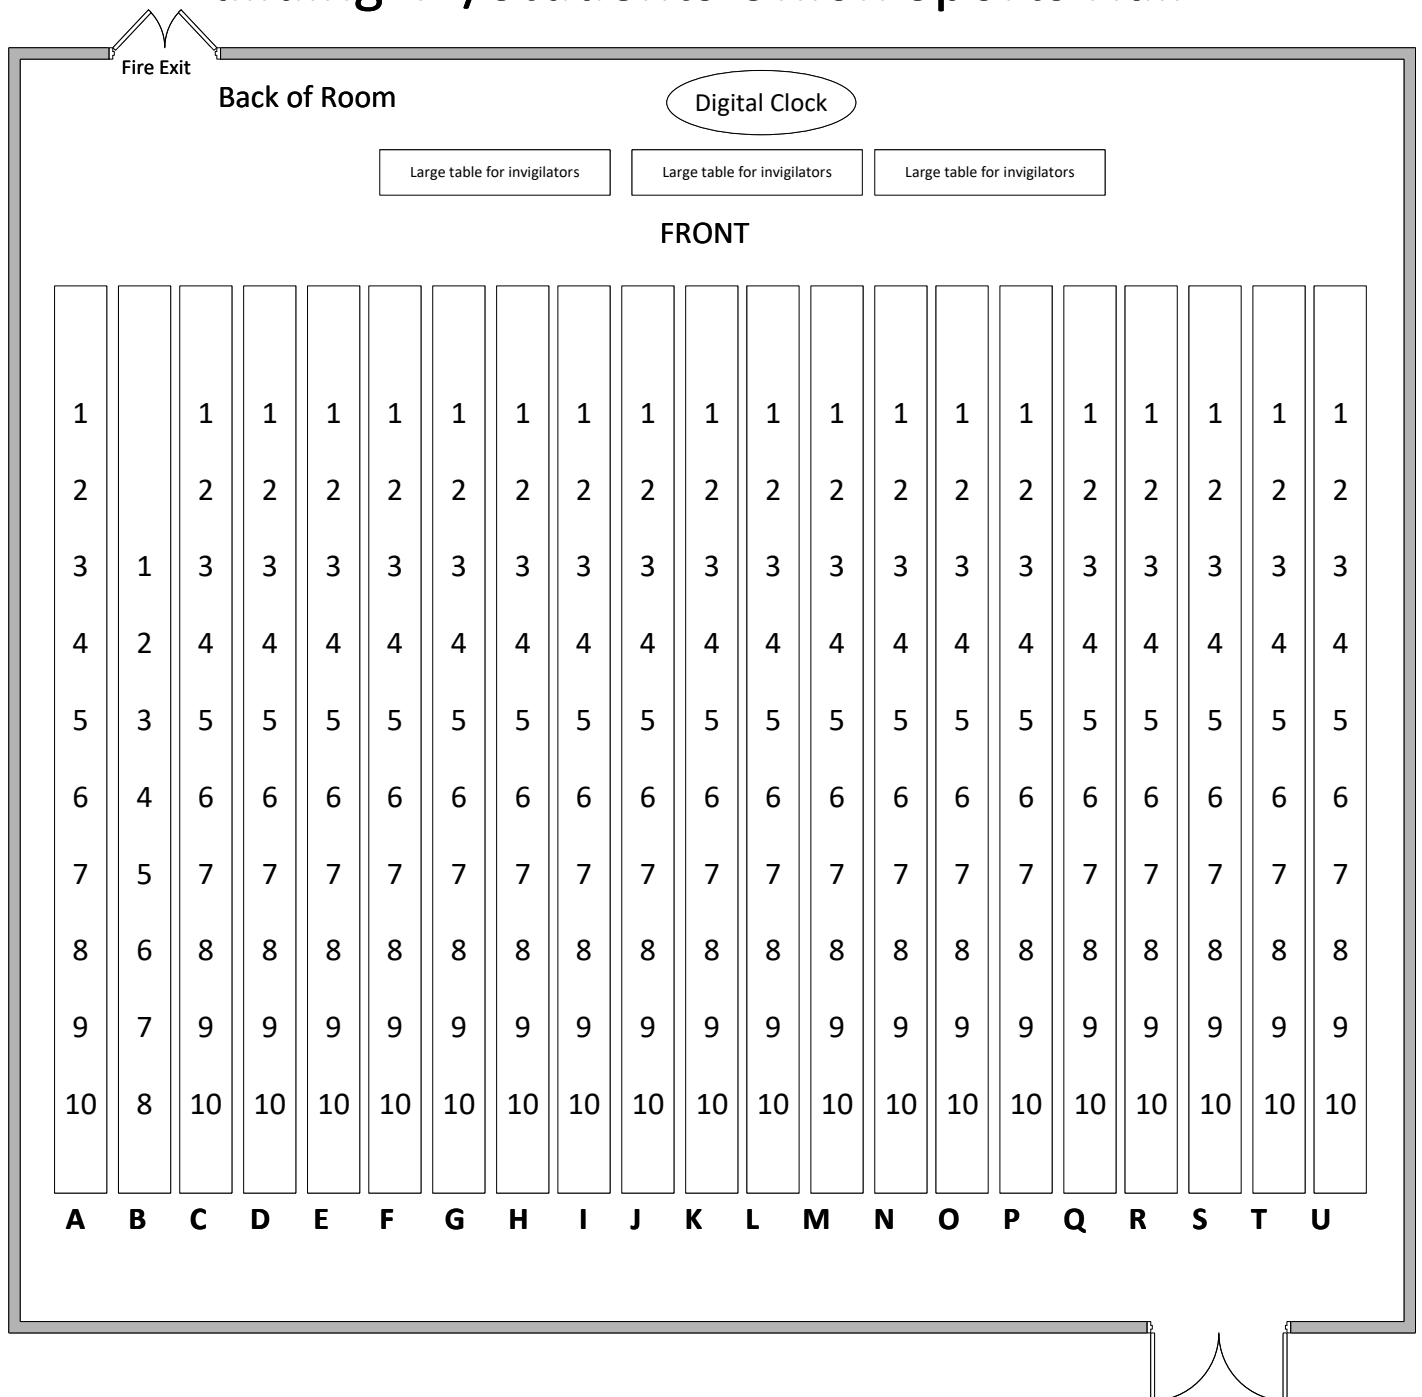 Fire Exit
Back of Room
Digital Clock
Large table for invigilators Large table for invigilators Large table for invigilators
FRONT
1 1 1 1 1 1 1 1 1 1 1 1 1 1 1 1 1 1 1 1
2 2 2 2 2 2 2 2 2 2 2 2 2 2 2 2 2 2 2 2
3 1 3 3 3 3 3 3 3 3 3 3 3 3 3 3 3 3 3 3 3
4 2 4 4 4 4 4 4 4 4 4 4 4 4 4 4 4 4 4 4 4
5 3 5 5 5 5 5 5 5 5 5 5 5 5 5 5 5 5 5 5 5
6 4 6 6 6 6 6 6 6 6 6 6 6 6 6 6 6 6 6 6 6
7 5 7 7 7 7 7 7 7 7 7 7 7 7 7 7 7 7 7 7 7
8 6 8 8 8 8 8 8 8 8 8 8 8 8 8 8 8 8 8 8 8
9 7 9 9 9 9 9 9 9 9 9 9 9 9 9 9 9 9 9 9 9
10 8 10 10 10 10 10 10 10 10 10 10 10 10 10 10 10 10 10 10 10
A B C D E F G H I J K L M N O P Q R S T U